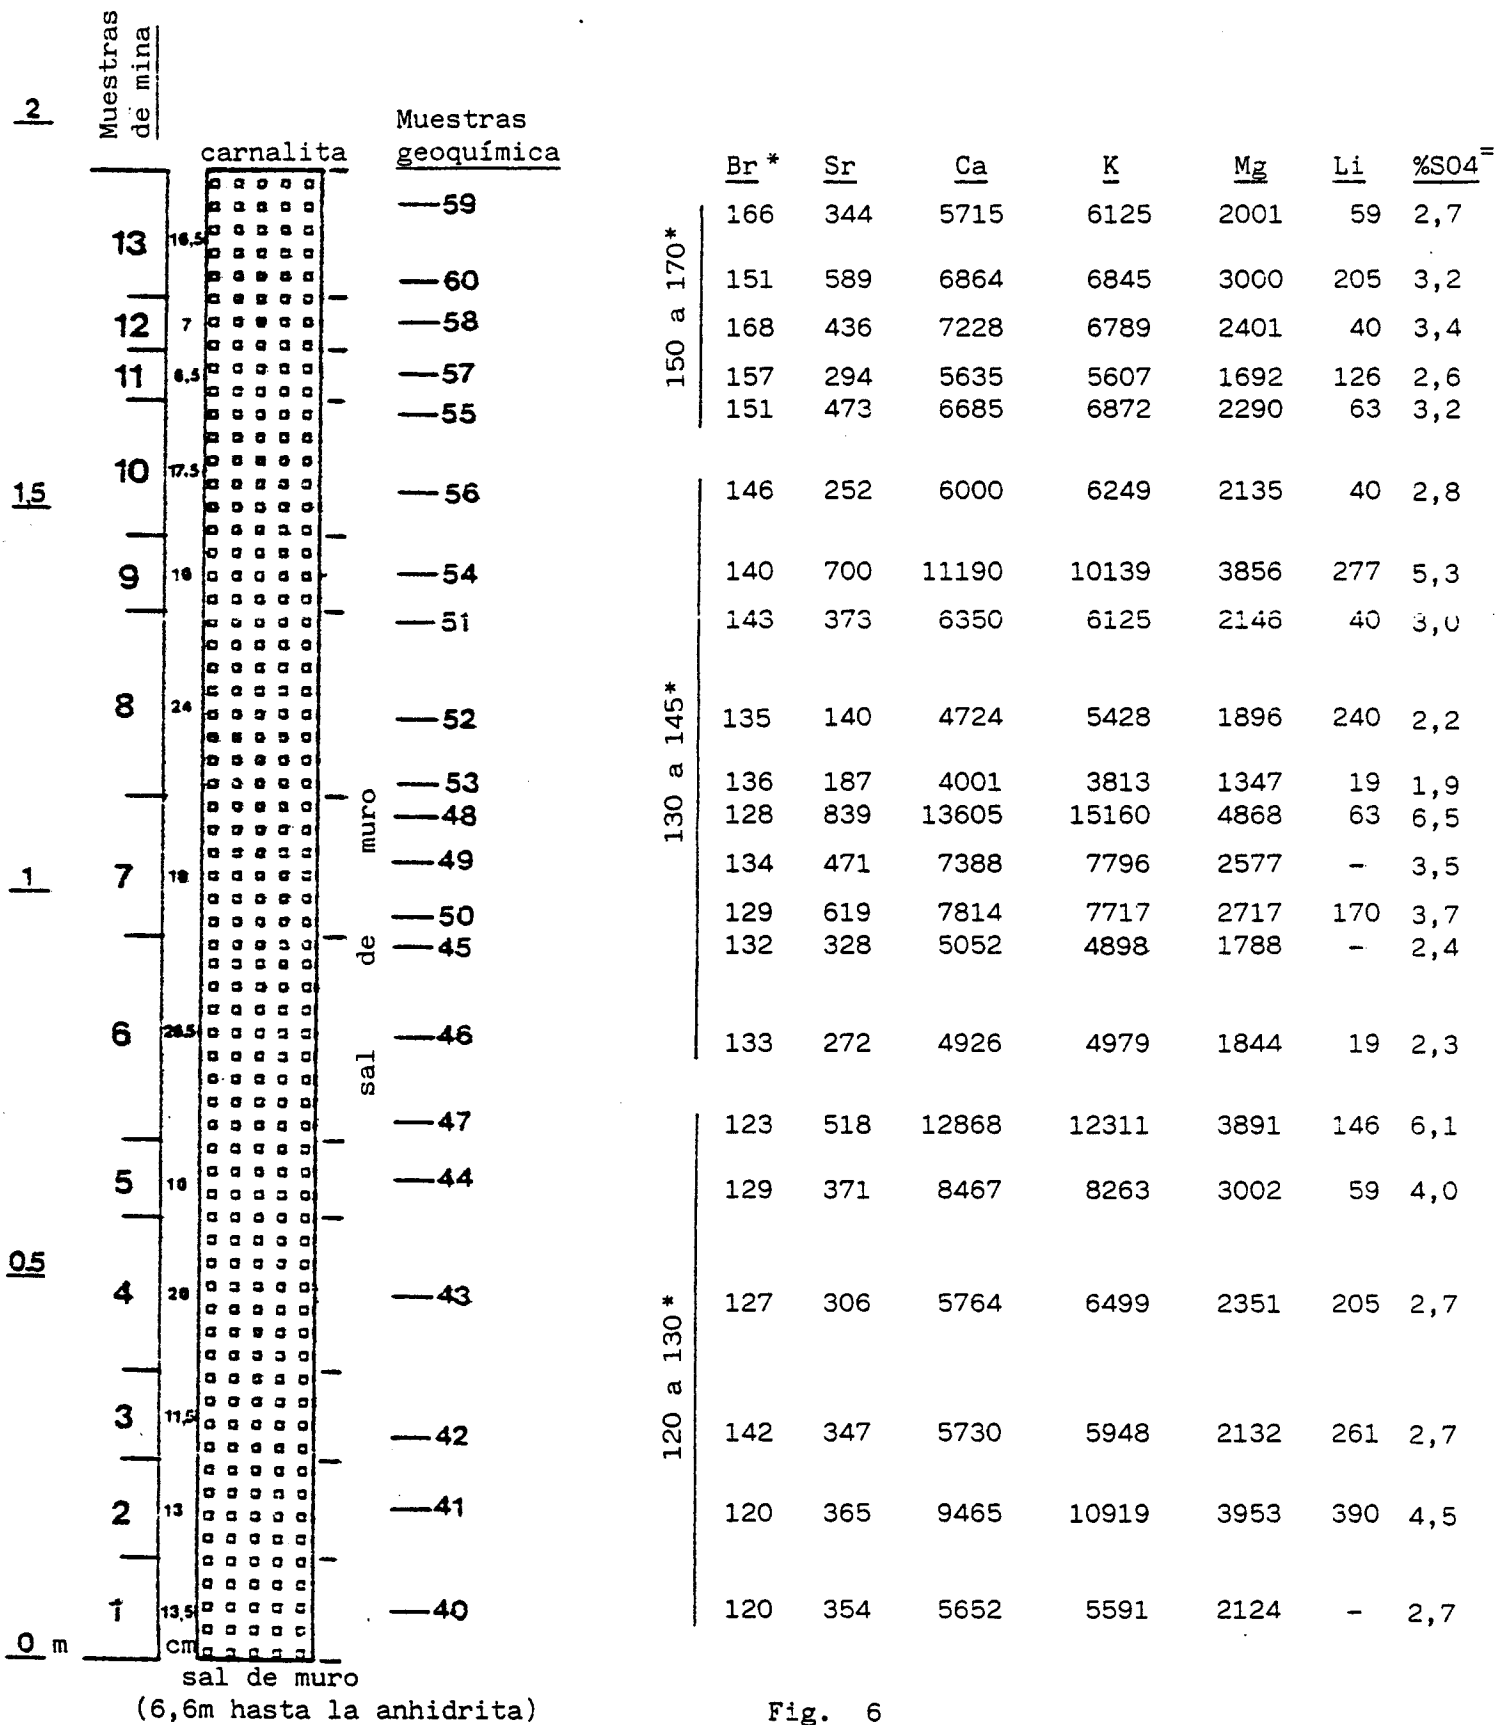 Muestras
de mina
2
carnalita
Muestras
geoquímica
Br * Sr Ca K Mg Li %SO4=
59 166 344 5715 6125 2001 59 2,7
13 16,5
150 a 170*
60 151 589 6864 6845 3000 205 3,2
12 7 58 168 436 7228 6789 2401 40 3,4
11 6,5 57 157 294 5635 5607 1692 126 2,6
55 151 473 6685 6872 2290 63 3,2
10 17.5
1,5 56 146 252 6000 6249 2135 40 2,8
9 10 54 140 700 11190 10139 3856 277 5,3
51 143 373 6350 6125 2146 40 3,0
8 24 52 135 140 4724 5428 1896 240 2,2
130 a 145*
53 136 187 4001 3813 1347 19 1,9
48 128 839 13605 15160 4868 63 6,5
sal de muro
1 7 18 49 134 471 7388 7796 2577 - 3,5
50 129 619 7814 7717 2717 170 3,7
45 132 328 5052 4898 1788 - 2,4
6 26.5 46 133 272 4926 4979 1844 19 2,3
47 123 518 12868 12311 3891 146 6,1
5 10 44 129 371 8467 8263 3002 59 4,0
0.5
4 20 43 127 306 5764 6499 2351 205 2,7
120 a 130*
3 11,5 42 142 347 5730 5948 2132 261 2,7
2 13 41 120 365 9465 10919 3953 390 4,5
1 13,5 40 120 354 5652 5591 2124 - 2,7
0 m cm
sal de muro
(6,6m hasta la anhidrita)
Fig. 6